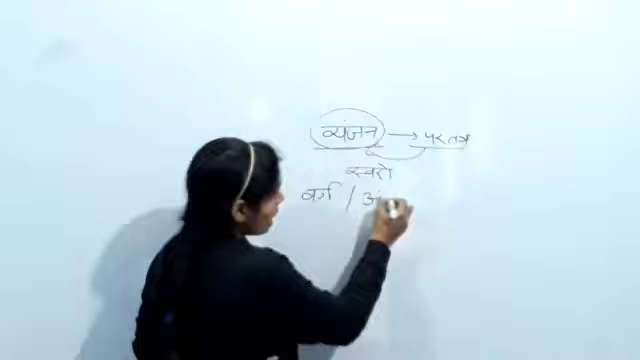 व्यंजन → परतंत्र
स्वरो
वर्ग / अं